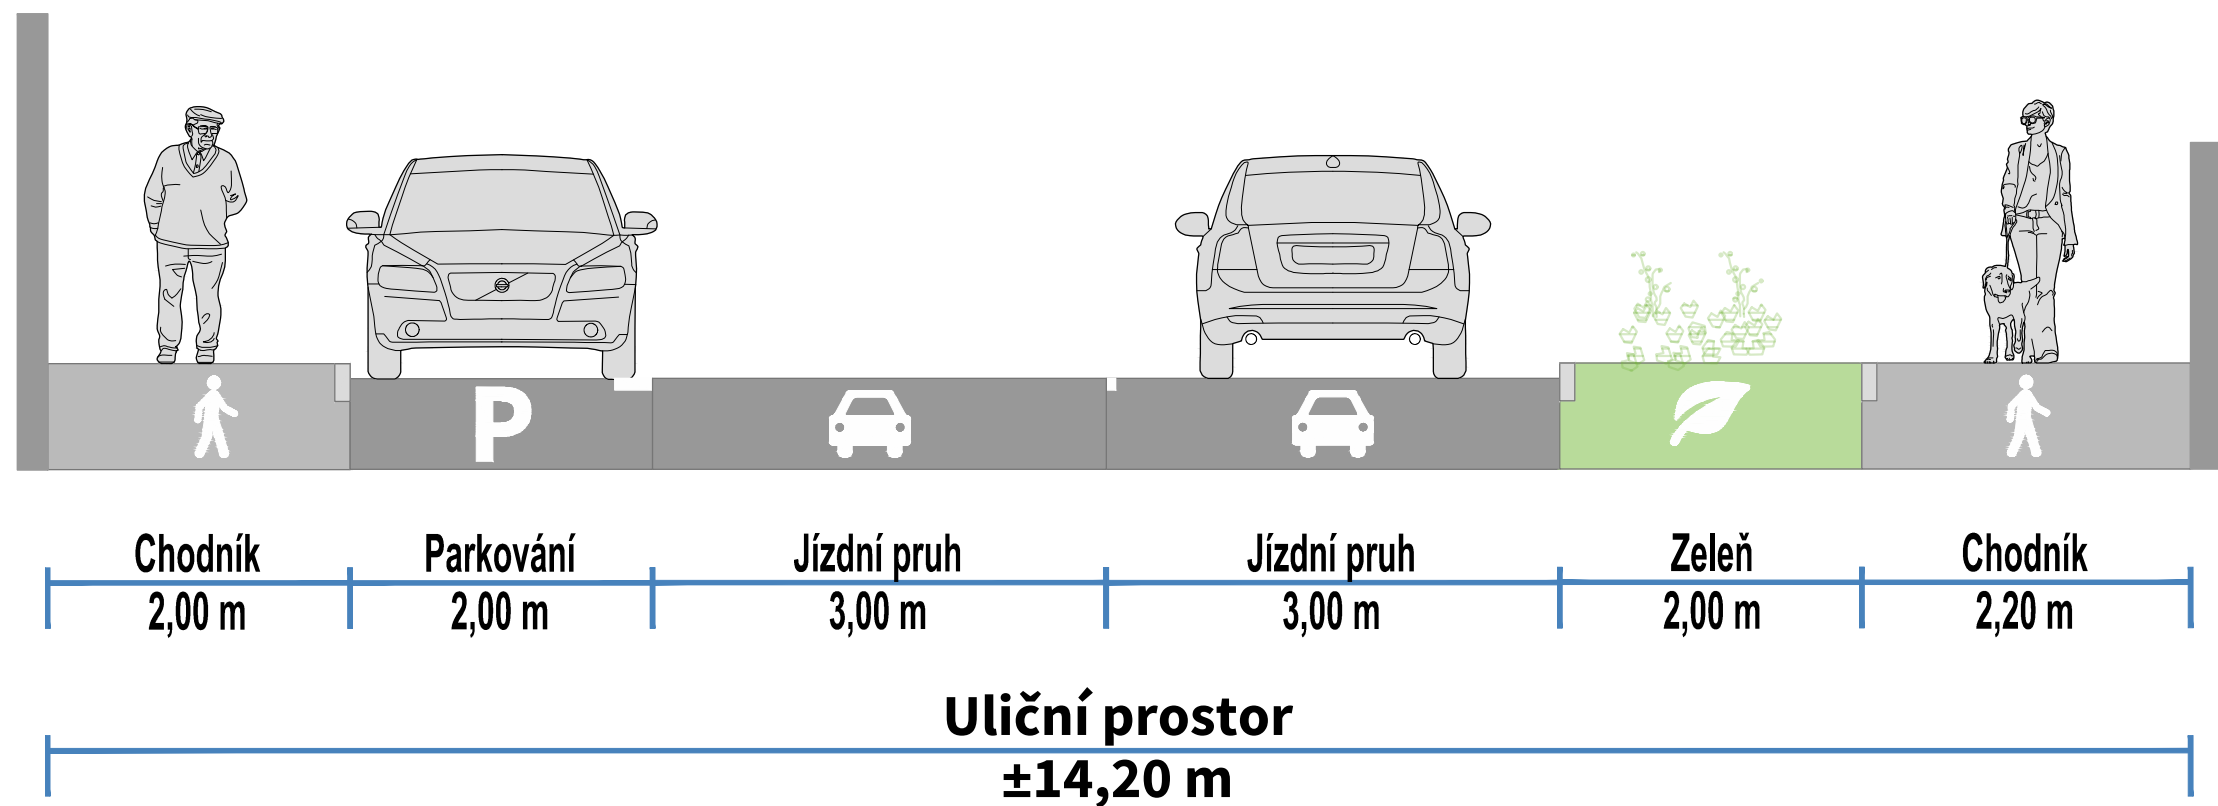 P
Chodník
Parkování
Jízdní pruh
Jízdní pruh
Zeleň
Chodník
2,00 m
2,00 m
3,00 m
3,00 m
2,00 m
2,20 m
Uliční prostor
±14,20 m